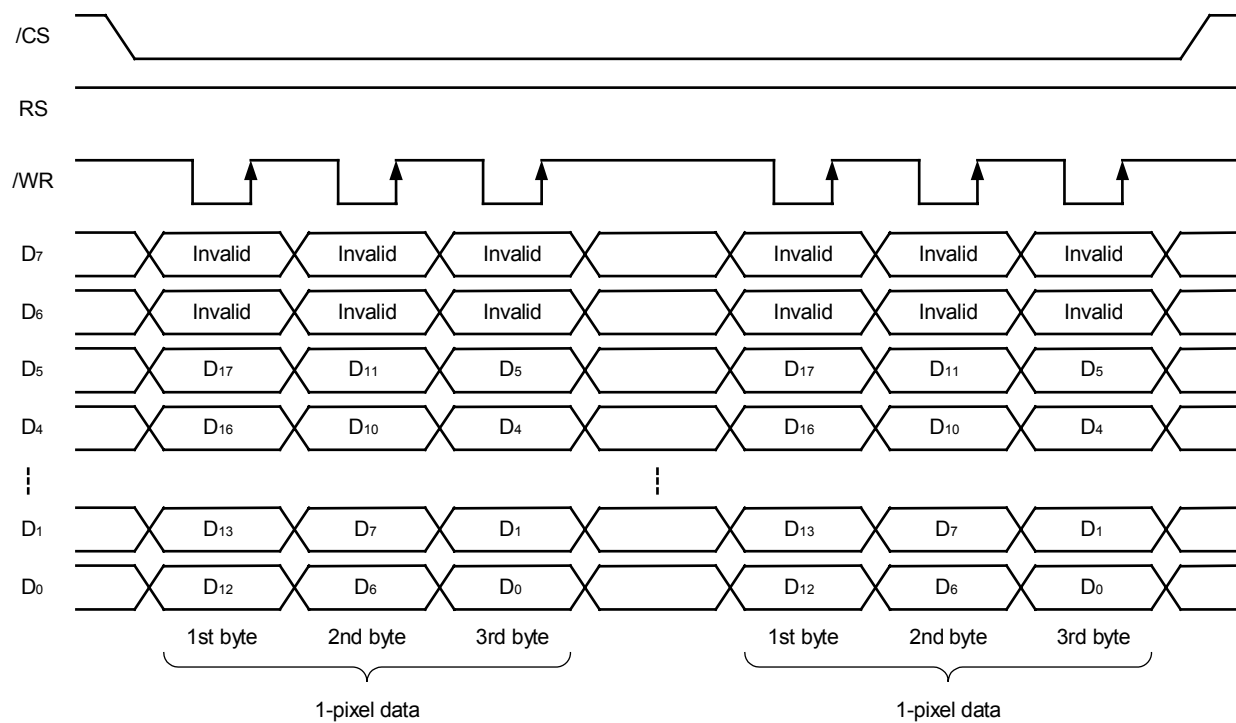 /CS
RS
/WR
D7 Invalid Invalid Invalid Invalid Invalid Invalid
D6 Invalid Invalid Invalid Invalid Invalid Invalid
D5 D17 D11 D5 D17 D11 D5
D4 D16 D10 D4 D16 D10 D4
D1 D13 D7 D1 D13 D7 D1
D0 D12 D6 D0 D12 D6 D0
1st byte 2nd byte 3rd byte 1st byte 2nd byte 3rd byte
1-pixel data 1-pixel data